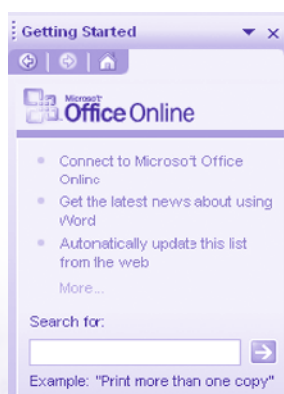 Getting Started
Microsoft
Office Online
Connect to Microsoft Office
Online
Get the latest news about using
Word
Automatically update this list
from the web
More...
Search for:
Example: "Print more than one copy"